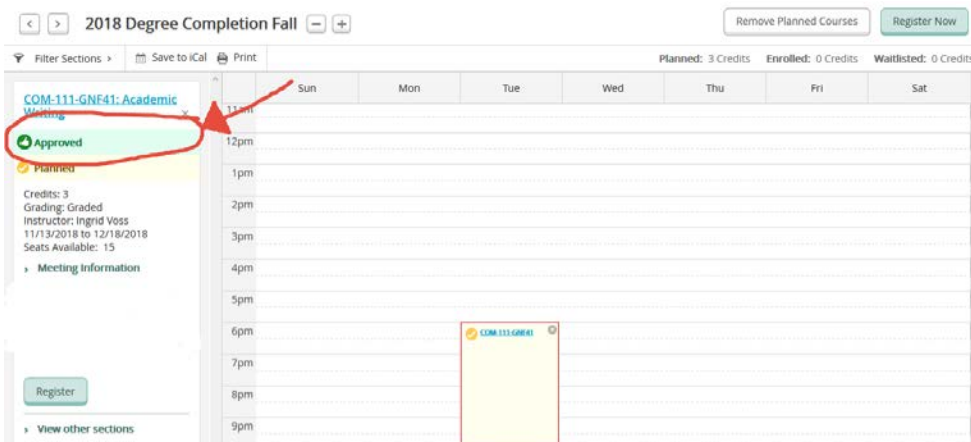 2018 Degree Completion Fall
Remove Planned Courses
Register Now
Filter Sections
Save to iCal
Print
Planned: 3 Credits Enrolled: 0 Credits Waitlisted: 0 Credits
Sun Mon Tue Wed Thu Fri Sat
COM-111-GNF41: Academic
Writing
Approved
Planned
Credits: 3
Grading: Graded
Instructor: Ingrid Voss
11/13/2018 to 12/18/2018
Seats Available: 15
Meeting Information
Register
View other sections
11am
12pm
1pm
2pm
3pm
4pm
5pm
6pm
7pm
8pm
9pm
COM-111-GNF41